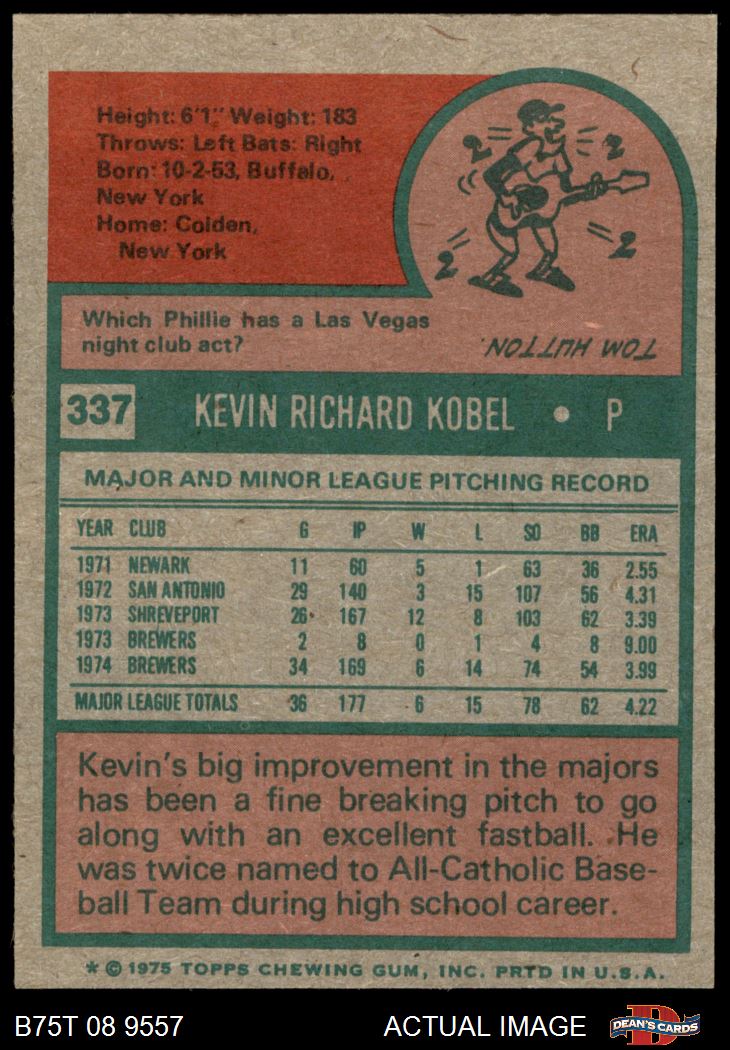 Height: 6'1" Weight: 183
Throws: Left Bats: Right
Born: 10-2-53, Buffalo,
New York
Home: Colden,
New York
2 2
2 2
Which Phillie has a Las Vegas
night club act?
TOM HUTTON.
337 KEVIN RICHARD KOBEL • P
MAJOR AND MINOR LEAGUE PITCHING RECORD
YEAR CLUB G IP W L SO BB ERA
1971 NEWARK 11 60 5 1 63 36 2.55
1972 SAN ANTONIO 29 140 3 15 107 56 4.31
1973 SHREVEPORT 26 167 12 8 103 62 3.39
1973 BREWERS 2 8 0 1 4 8 9.00
1974 BREWERS 34 169 6 14 74 54 3.99
MAJOR LEAGUE TOTALS 36 177 6 15 78 62 4.22
Kevin's big improvement in the majors
has been a fine breaking pitch to go
along with an excellent fastball. He
was twice named to All-Catholic Base-
ball Team during high school career.
* © 1975 TOPPS CHEWING GUM, INC. PRTD IN U.S.A.
B75T 08 9557 ACTUAL IMAGE D DEAN'S CARDS